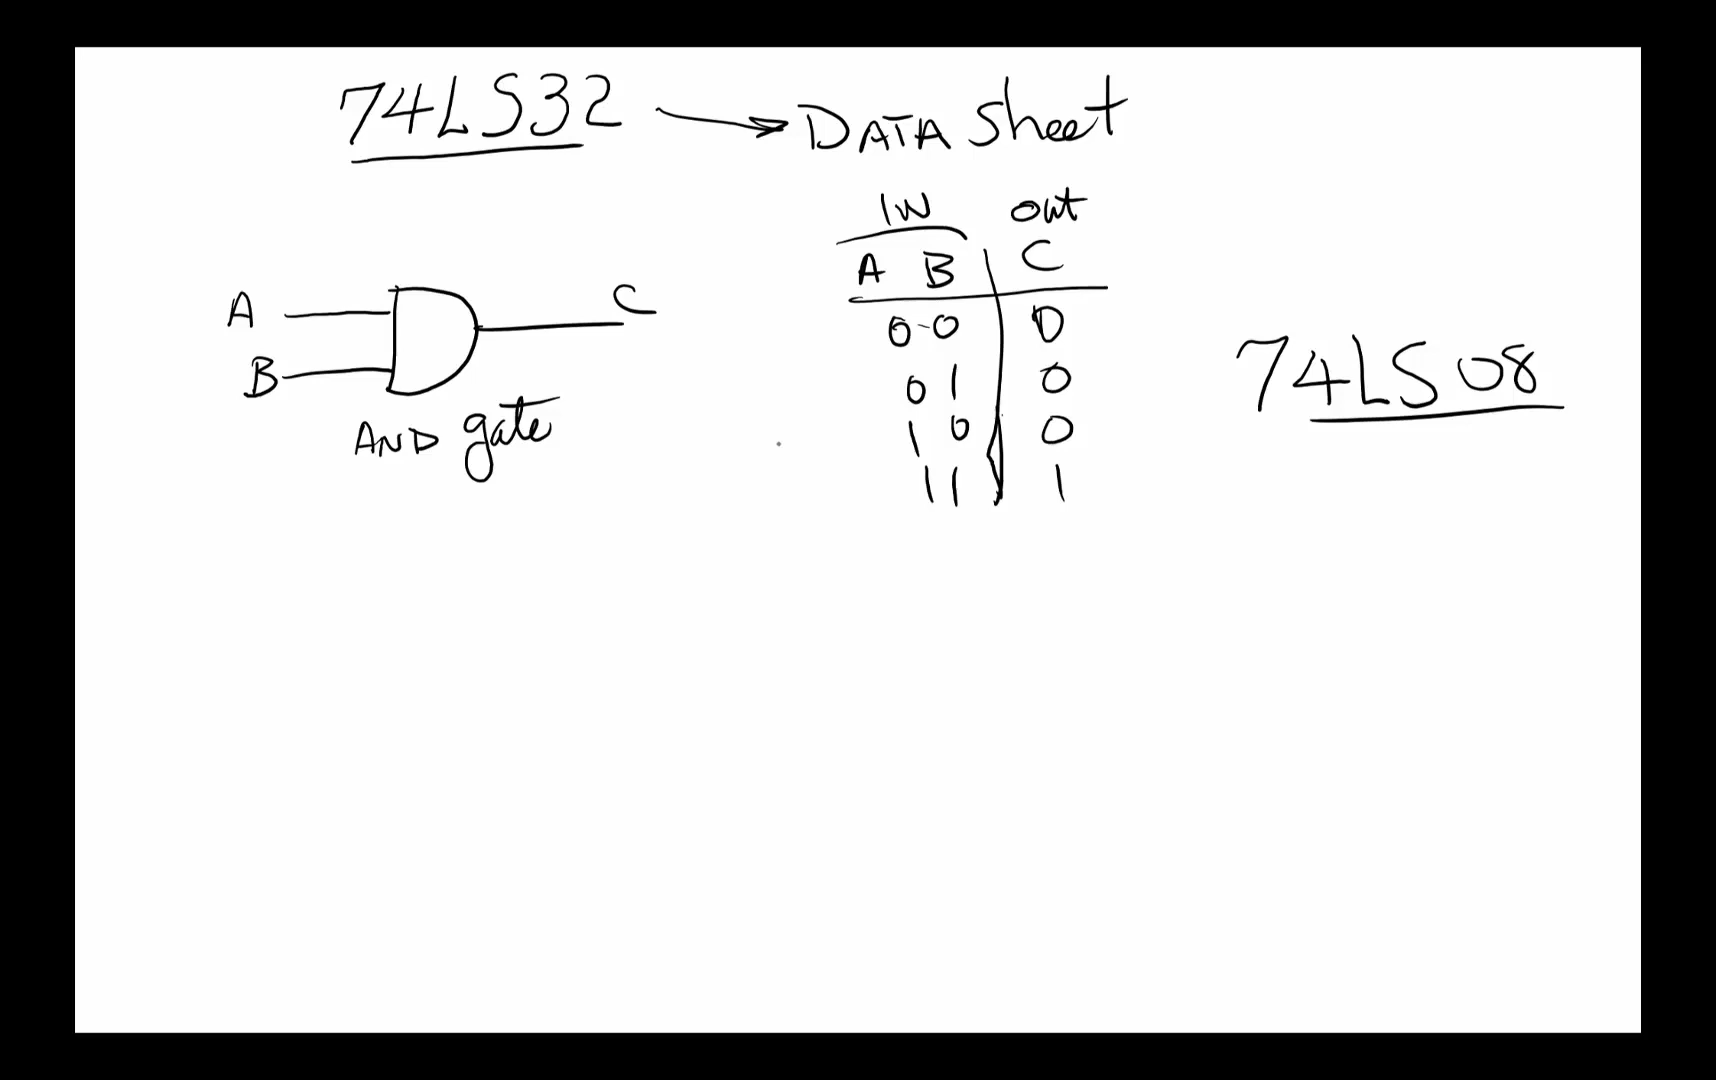 74LS32 → DATA sheet
IN out
A B C
0 0 0
0 1 0
1 0 0
1 1 1
A C
B
AND gate
74LS08